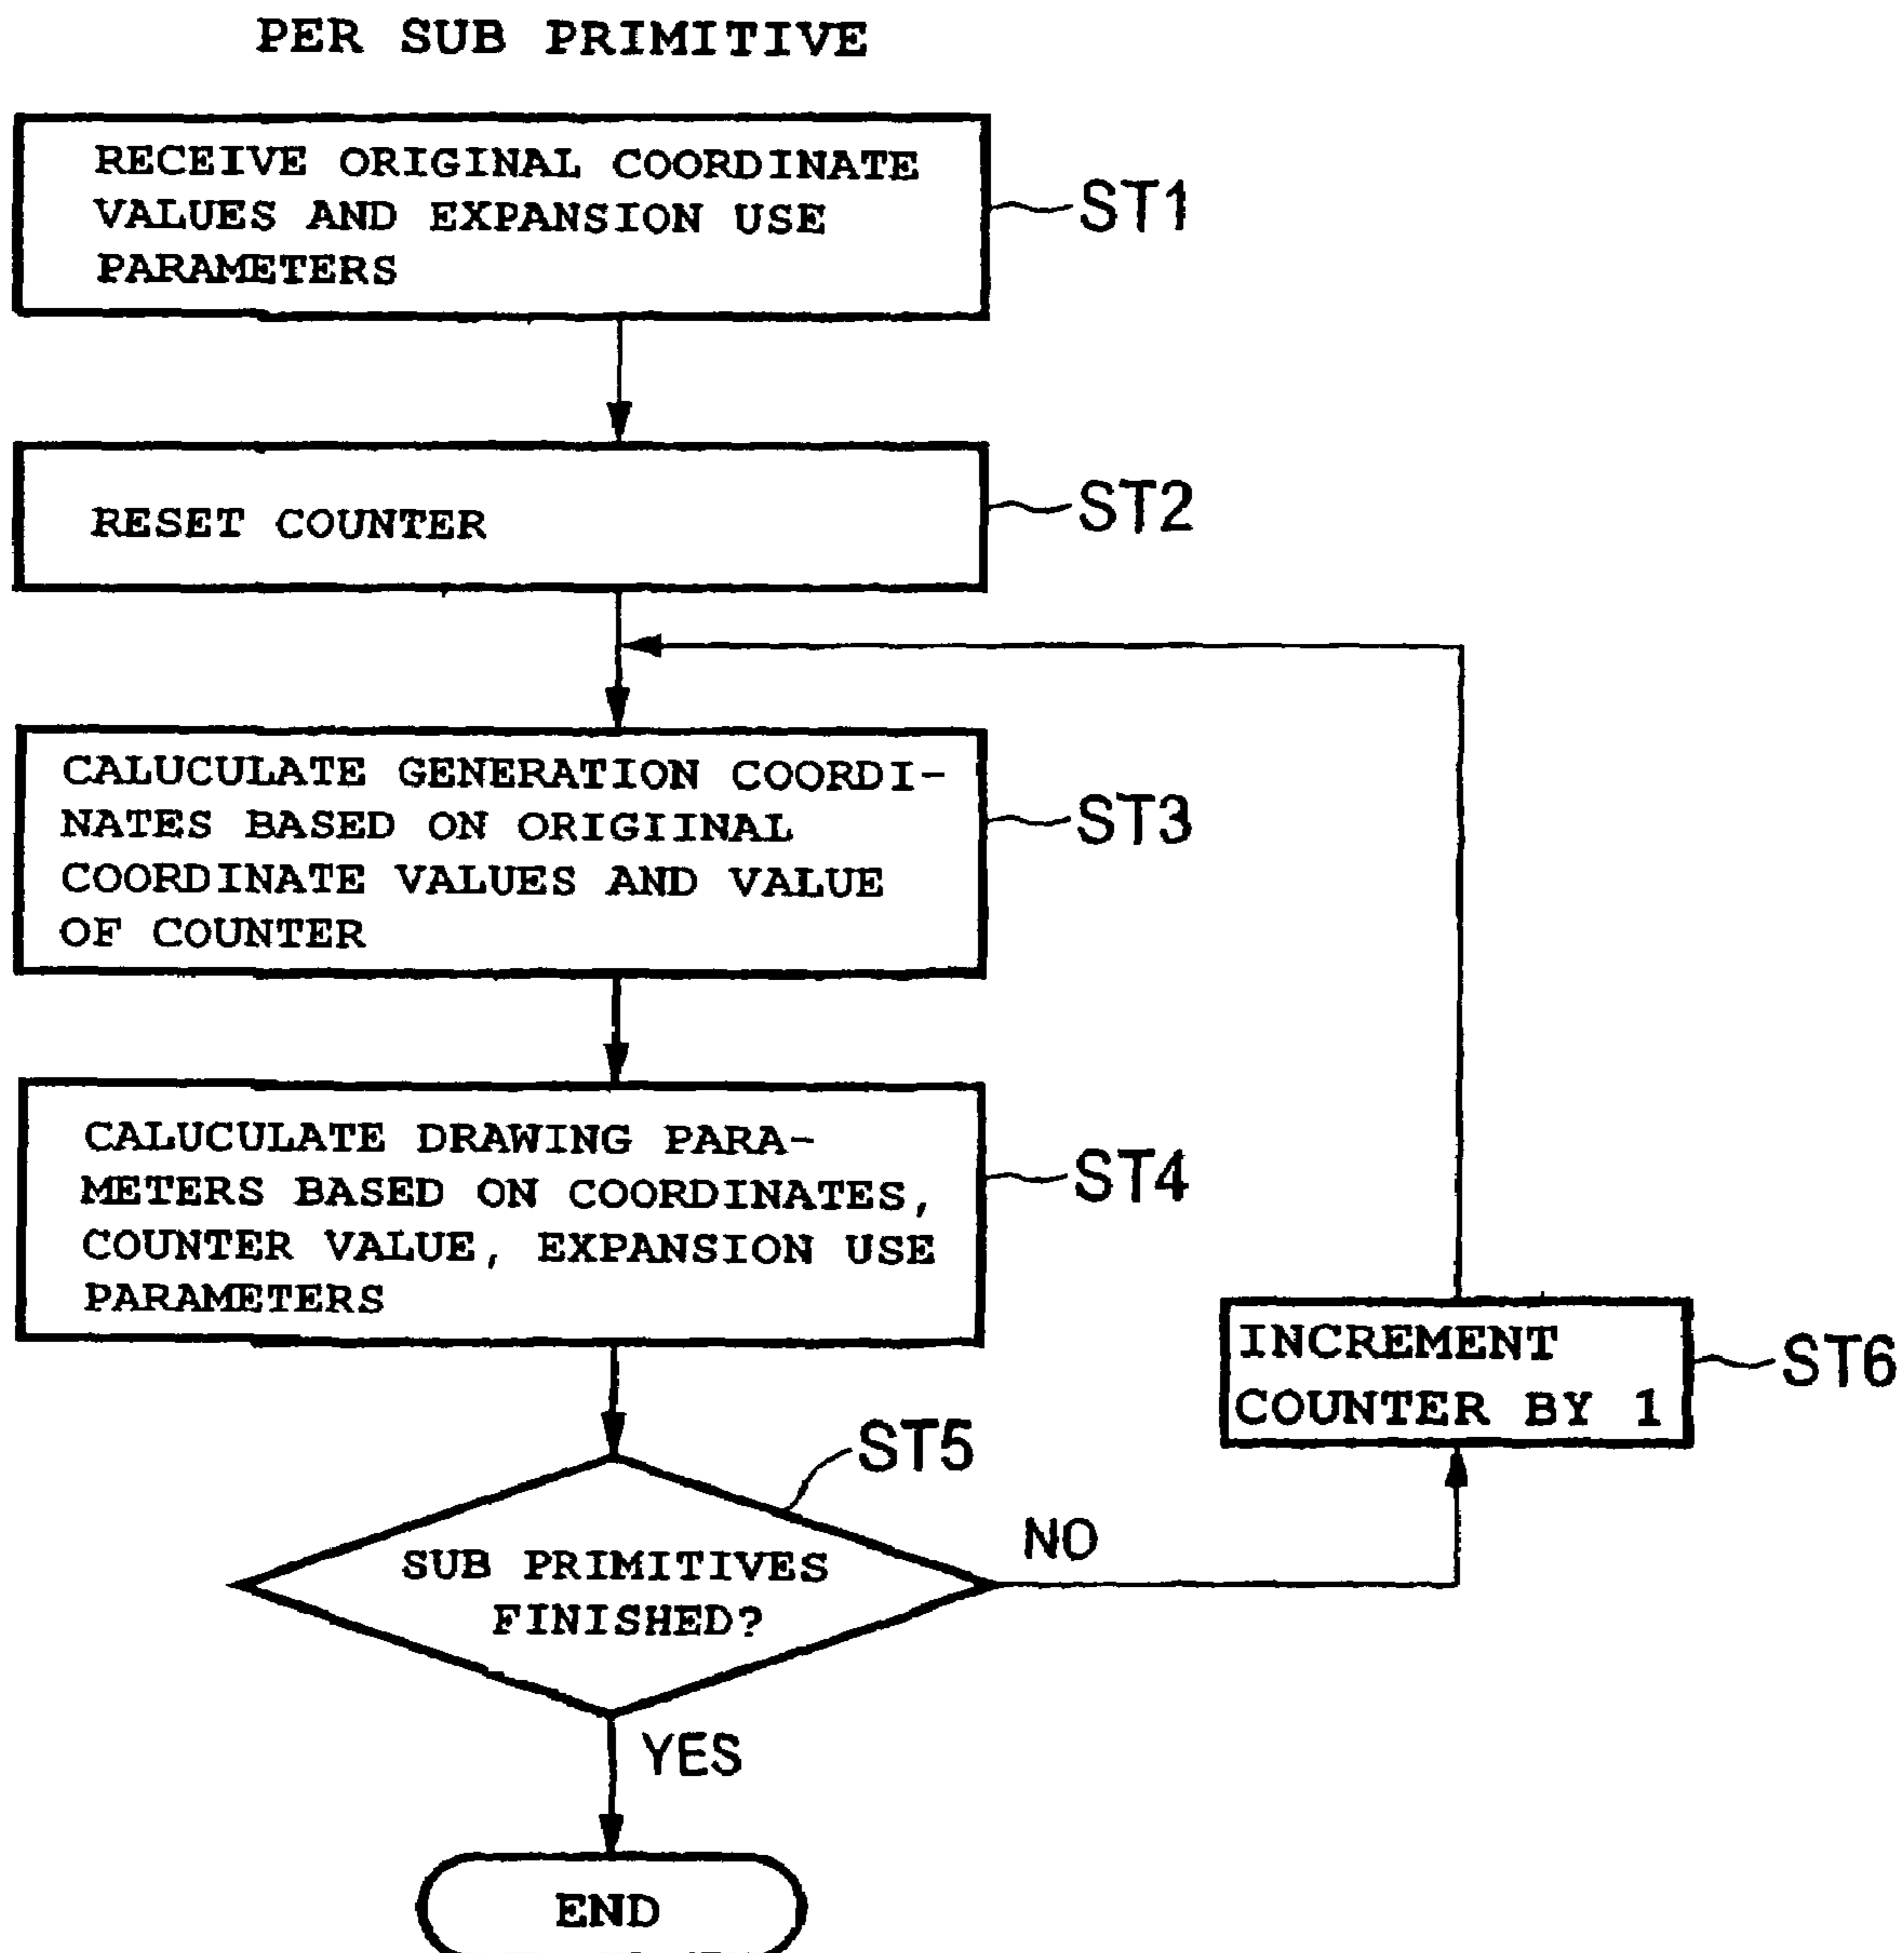 PER SUB PRIMITIVE
RECEIVE ORIGINAL COORDINATE
VALUES AND EXPANSION USE
PARAMETERS
ST1
RESET COUNTER
ST2
CALUCULATE GENERATION COORDI-
NATES BASED ON ORIGIINAL
COORDINATE VALUES AND VALUE
OF COUNTER
ST3
CALUCULATE DRAWING PARA-
METERS BASED ON COORDINATES,
COUNTER VALUE, EXPANSION USE
PARAMETERS
ST4
INCREMENT
COUNTER BY 1
ST6
ST5
SUB PRIMITIVES
FINISHED?
NO
YES
END